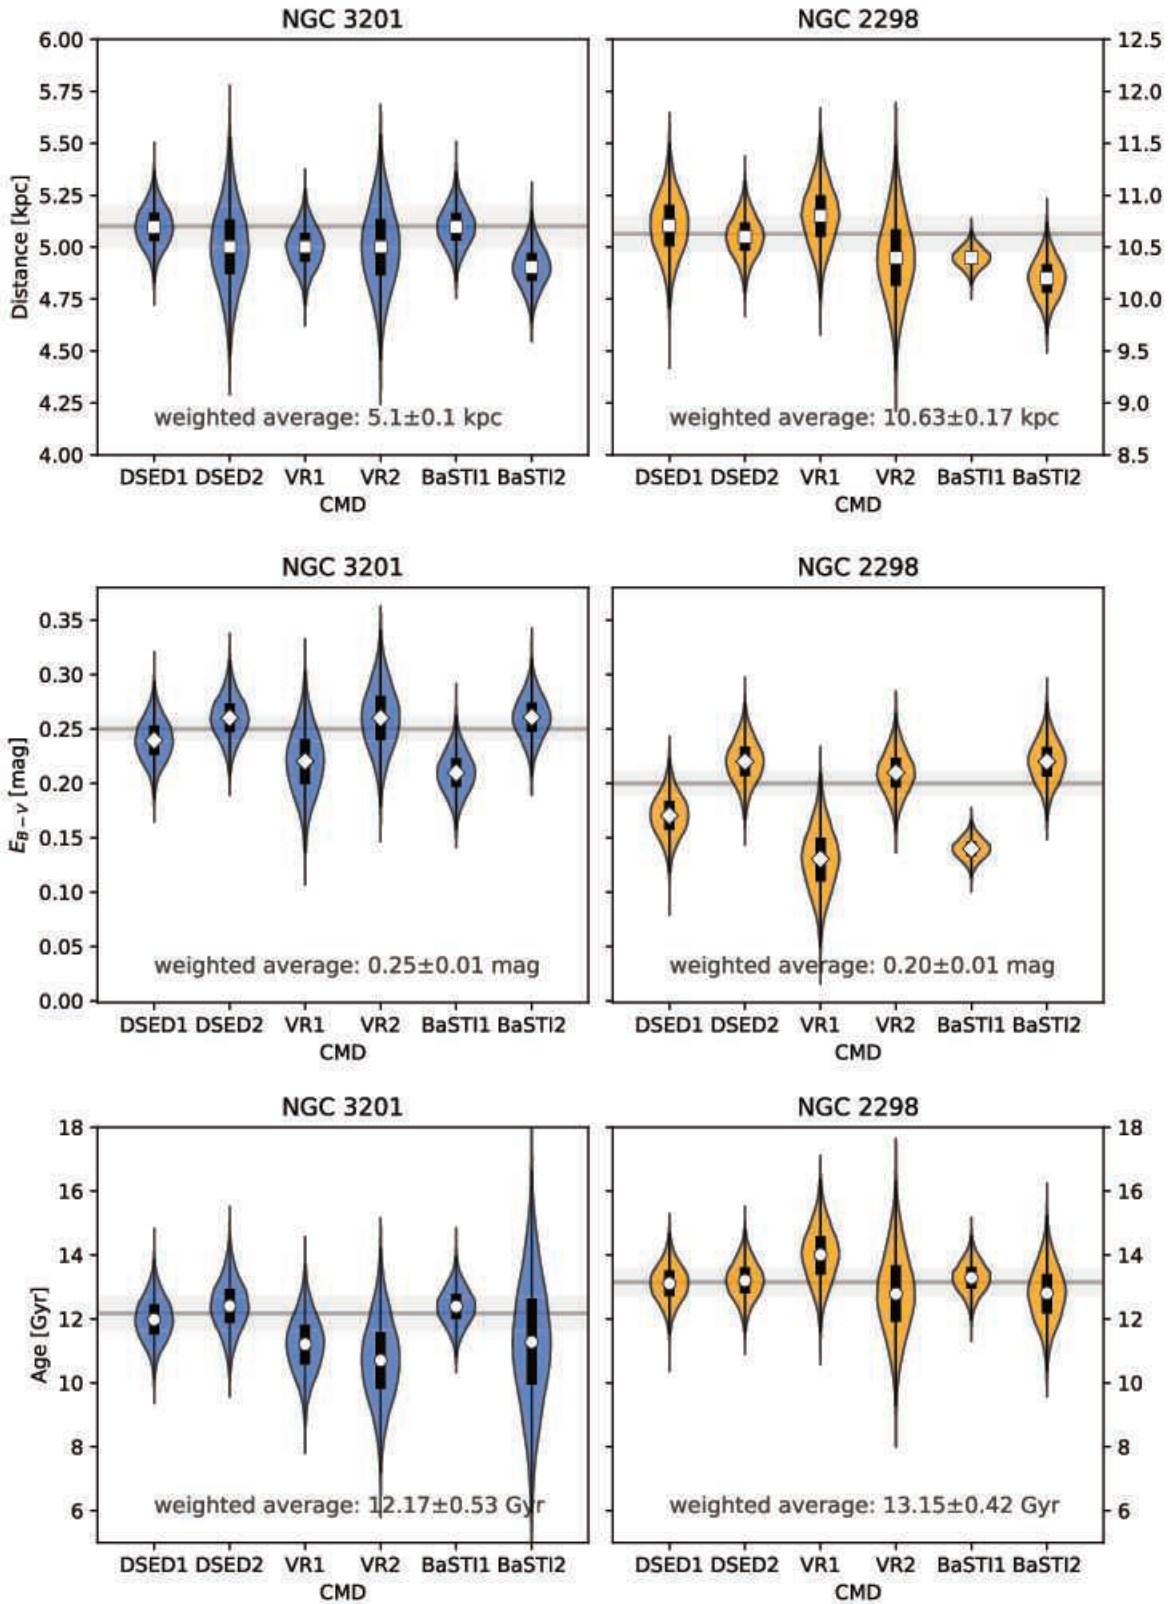 NGC 3201
NGC 2298
6.00
5.75
5.50
5.25
5.00
4.75
4.50
4.25
4.00
Distance [kpc]
12.5
12.0
11.5
11.0
10.5
10.0
9.5
9.0
8.5
weighted average: 5.1±0.1 kpc
weighted average: 10.63±0.17 kpc
DSED1 DSED2 VR1 VR2 BaSTI1 BaSTI2
DSED1 DSED2 VR1 VR2 BaSTI1 BaSTI2
CMD
CMD
NGC 3201
NGC 2298
0.35
0.30
0.25
0.20
0.15
0.10
0.05
0.00
E_{B-V} [mag]
weighted average: 0.25±0.01 mag
weighted average: 0.20±0.01 mag
DSED1 DSED2 VR1 VR2 BaSTI1 BaSTI2
DSED1 DSED2 VR1 VR2 BaSTI1 BaSTI2
CMD
CMD
NGC 3201
NGC 2298
18
16
14
12
10
8
6
Age [Gyr]
18
16
14
12
10
8
6
weighted average: 12.17±0.53 Gyr
weighted average: 13.15±0.42 Gyr
DSED1 DSED2 VR1 VR2 BaSTI1 BaSTI2
DSED1 DSED2 VR1 VR2 BaSTI1 BaSTI2
CMD
CMD